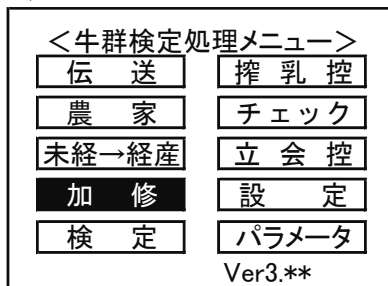 ＜牛群検定処理メニュー＞
伝　送　搾 乳 控
農　家　チェック
未経→経産　立 会 控
加　修　設　定
検　定　パラメータ
Ver3.**